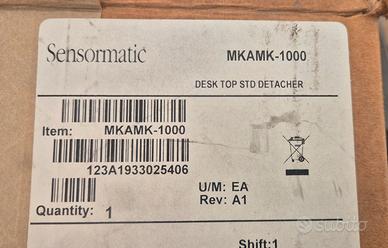 Sensormatic MKAMK-1000
DESK TOP STD DETACHER
Item: MKAMK-1000
123A1933025406
U/M: EA
Rev: A1
Quantity: 1
Shift:1
subito